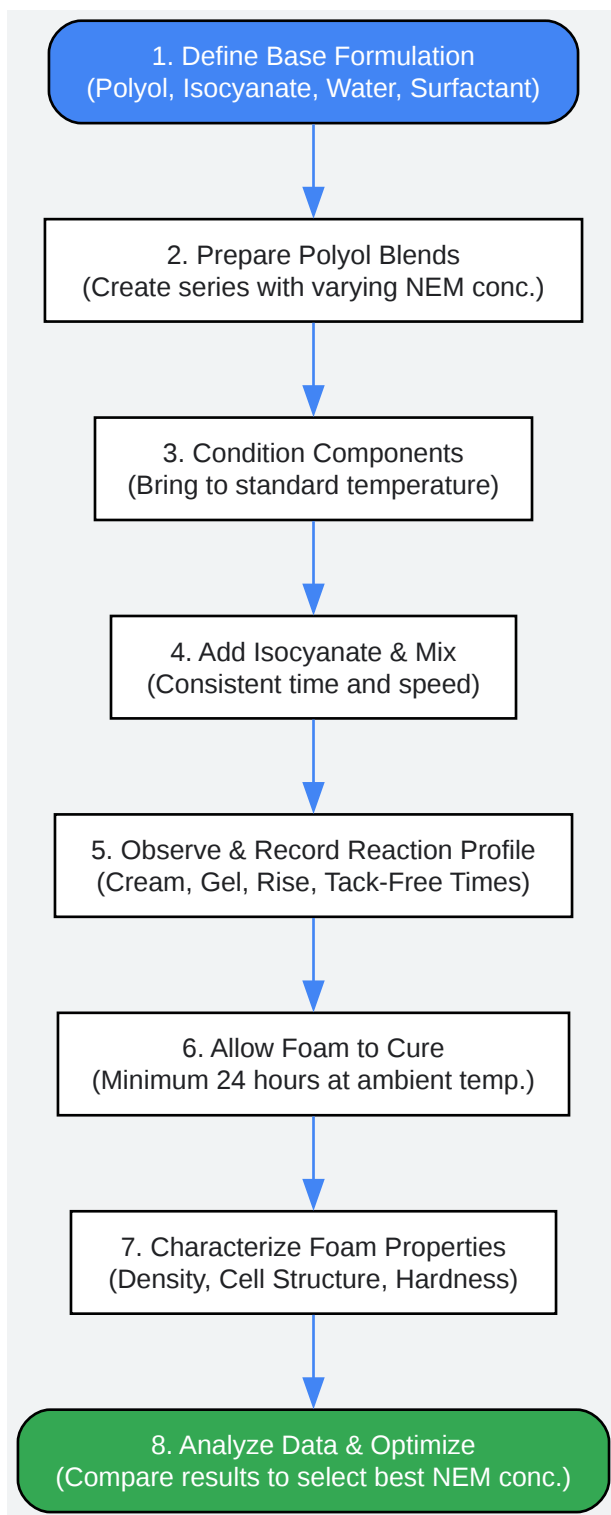 1. Define Base Formulation
(Polyol, Isocyanate, Water, Surfactant)
2. Prepare Polyol Blends
(Create series with varying NEM conc.)
3. Condition Components
(Bring to standard temperature)
4. Add Isocyanate & Mix
(Consistent time and speed)
5. Observe & Record Reaction Profile
(Cream, Gel, Rise, Tack-Free Times)
6. Allow Foam to Cure
(Minimum 24 hours at ambient temp.)
7. Characterize Foam Properties
(Density, Cell Structure, Hardness)
8. Analyze Data & Optimize
(Compare results to select best NEM conc.)